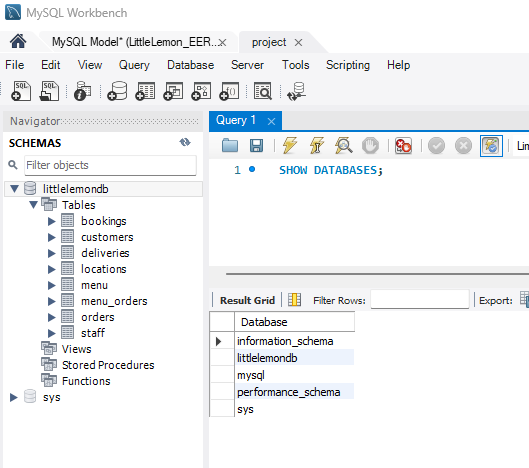 MySQL Workbench
MySQL Model* (LittleLemon_EER... project
File Edit View Query Database Server Tools Scripting Help
Navigator
SCHEMAS
Filter objects
littlelemondb
Tables
bookings
customers
deliveries
locations
menu
menu_orders
orders
staff
Views
Stored Procedures
Functions
sys
Query 1
Lim
1 SHOW DATABASES;
Result Grid Filter Rows: Export:
Database
information_schema
littlelemondb
mysql
performance_schema
sys